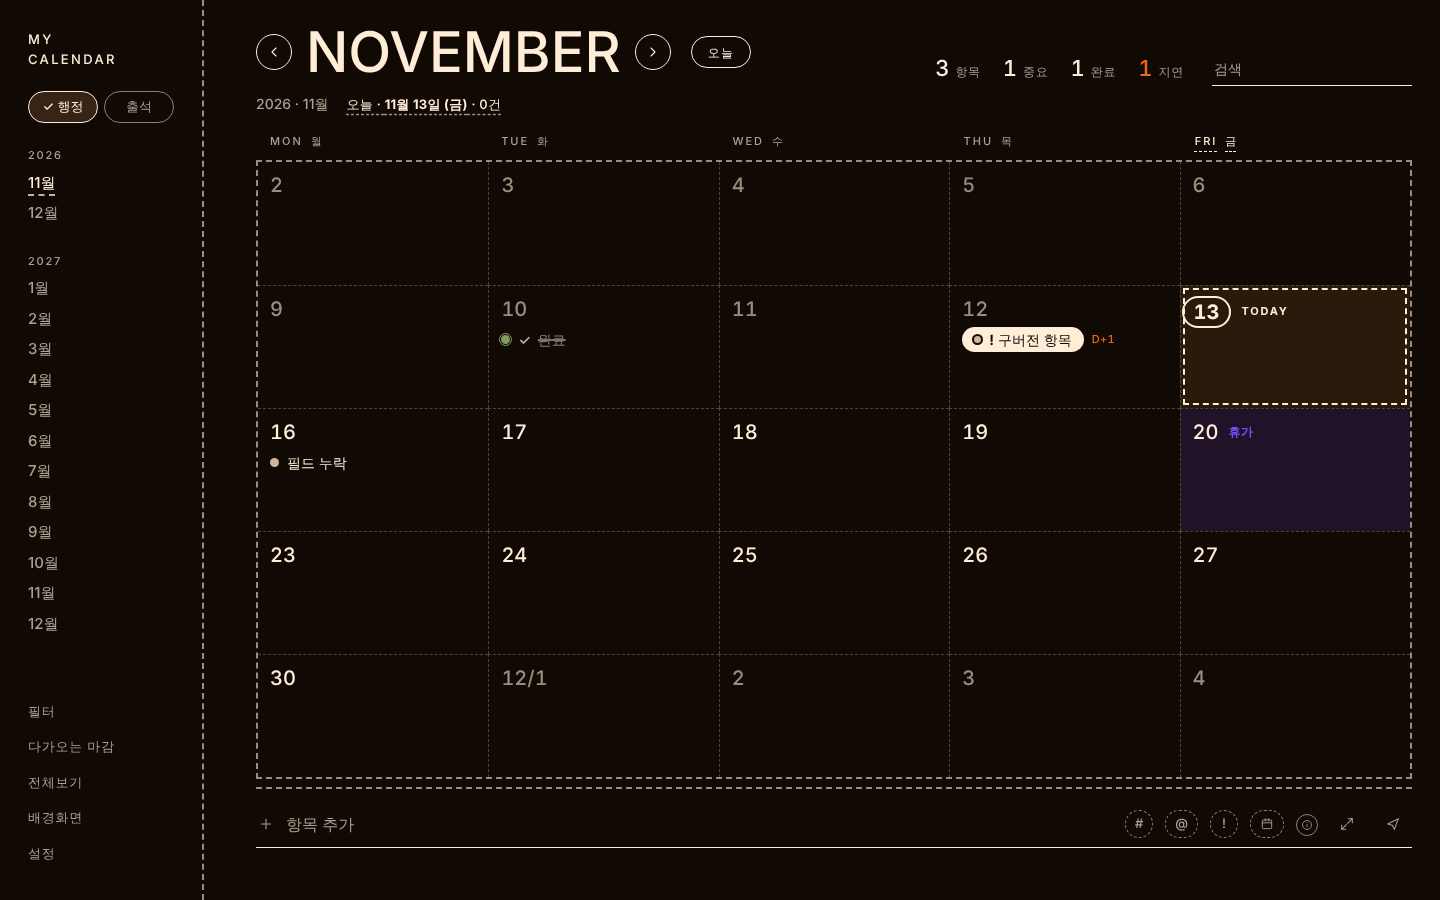 MY
CALENDAR
행정 출석
2026
11월
12월
2027
1월
2월
3월
4월
5월
6월
7월
8월
9월
10월
11월
12월
필터
다가오는 마감
전체보기
배경화면
설정
NOVEMBER 오늘
3 항목 1 중요 1 완료 1 지연 검색
2026 · 11월 오늘 · 11월 13일 (금) · 0건
MON 월 TUE 화 WED 수 THU 목 FRI 금
2 3 4 5 6
9 10 11 12 13 TODAY
✓ 완료 ! 구버전 항목 D+1
16 17 18 19 20 휴가
필드 누락
23 24 25 26 27
30 12/1 2 3 4
+ 항목 추가 # @ !